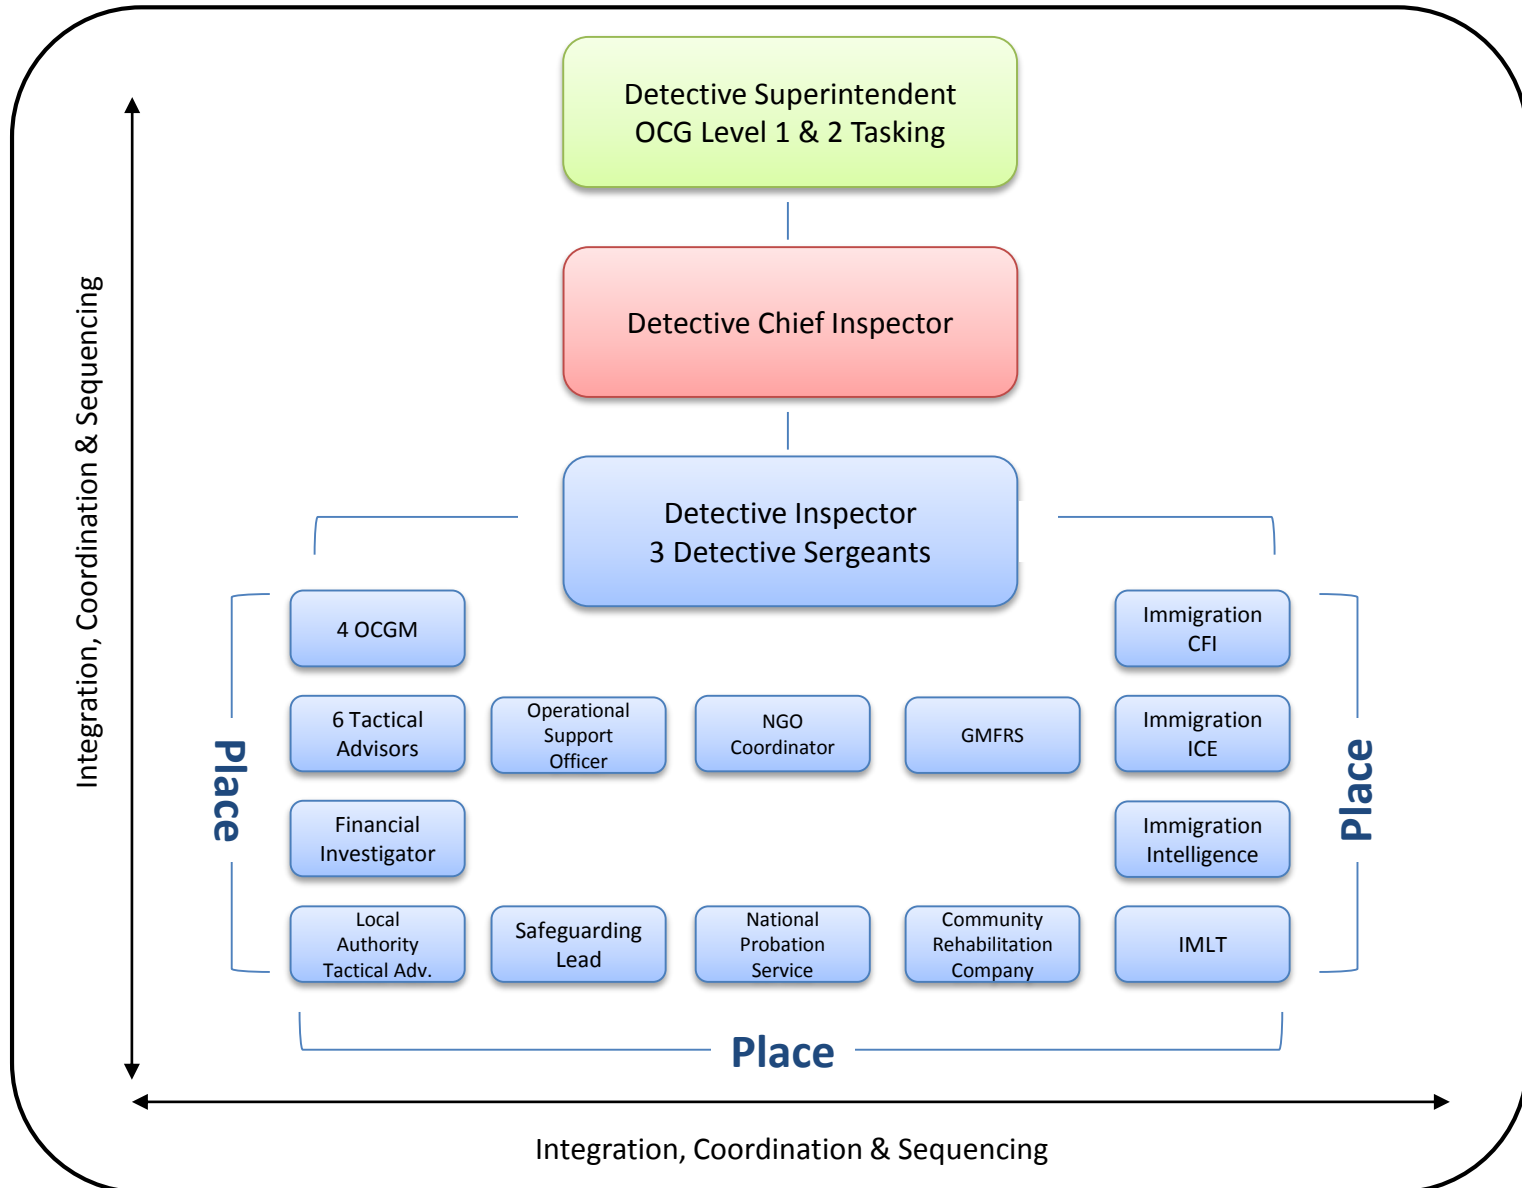 Detective Superintendent
OCG Level 1 & 2 Tasking
Detective Chief Inspector
Detective Inspector
3 Detective Sergeants
Integration, Coordination & Sequencing
Place
4 OCGM
Immigration
CFI
6 Tactical
Advisors
Operational
Support
Officer
NGO
Coordinator
GMFRS
Immigration
ICE
Financial
Investigator
Immigration
Intelligence
Local
Authority
Tactical Adv.
Safeguarding
Lead
National
Probation
Service
Community
Rehabilitation
Company
IMLT
Place
Place
Integration, Coordination & Sequencing